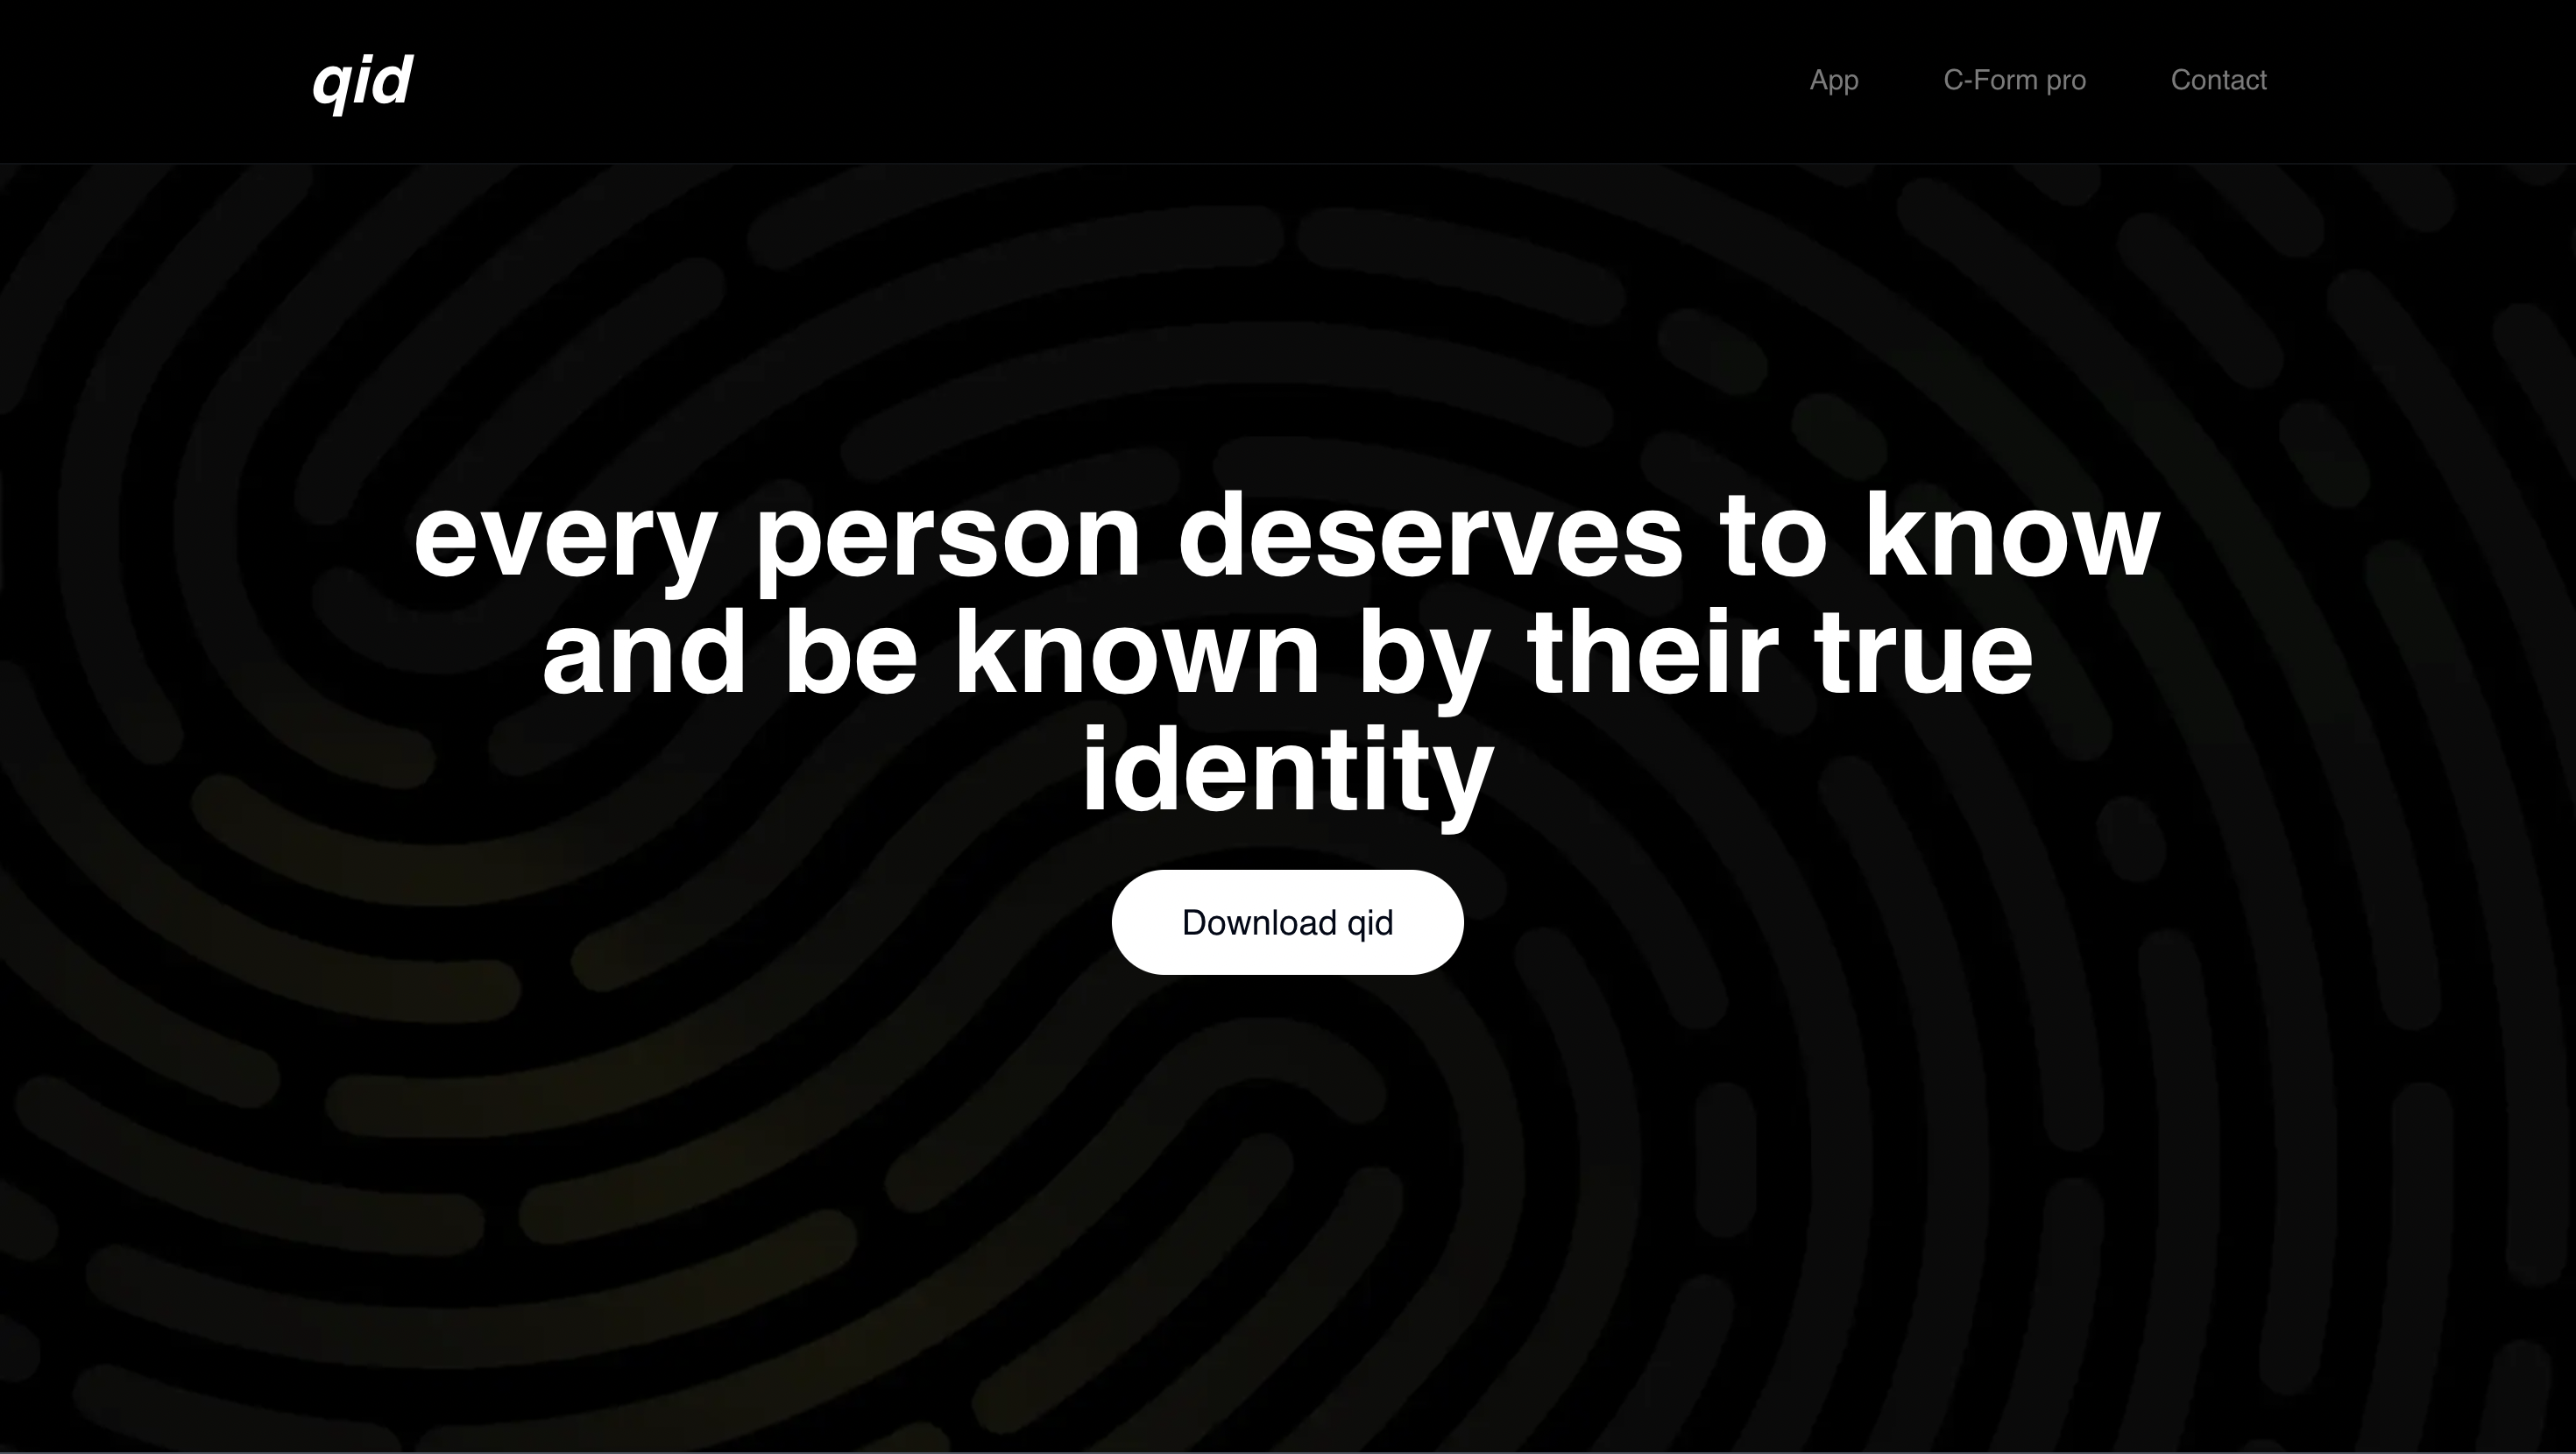 qid
App
C-Form pro
Contact
every person deserves to know
and be known by their true
identity
Download qid